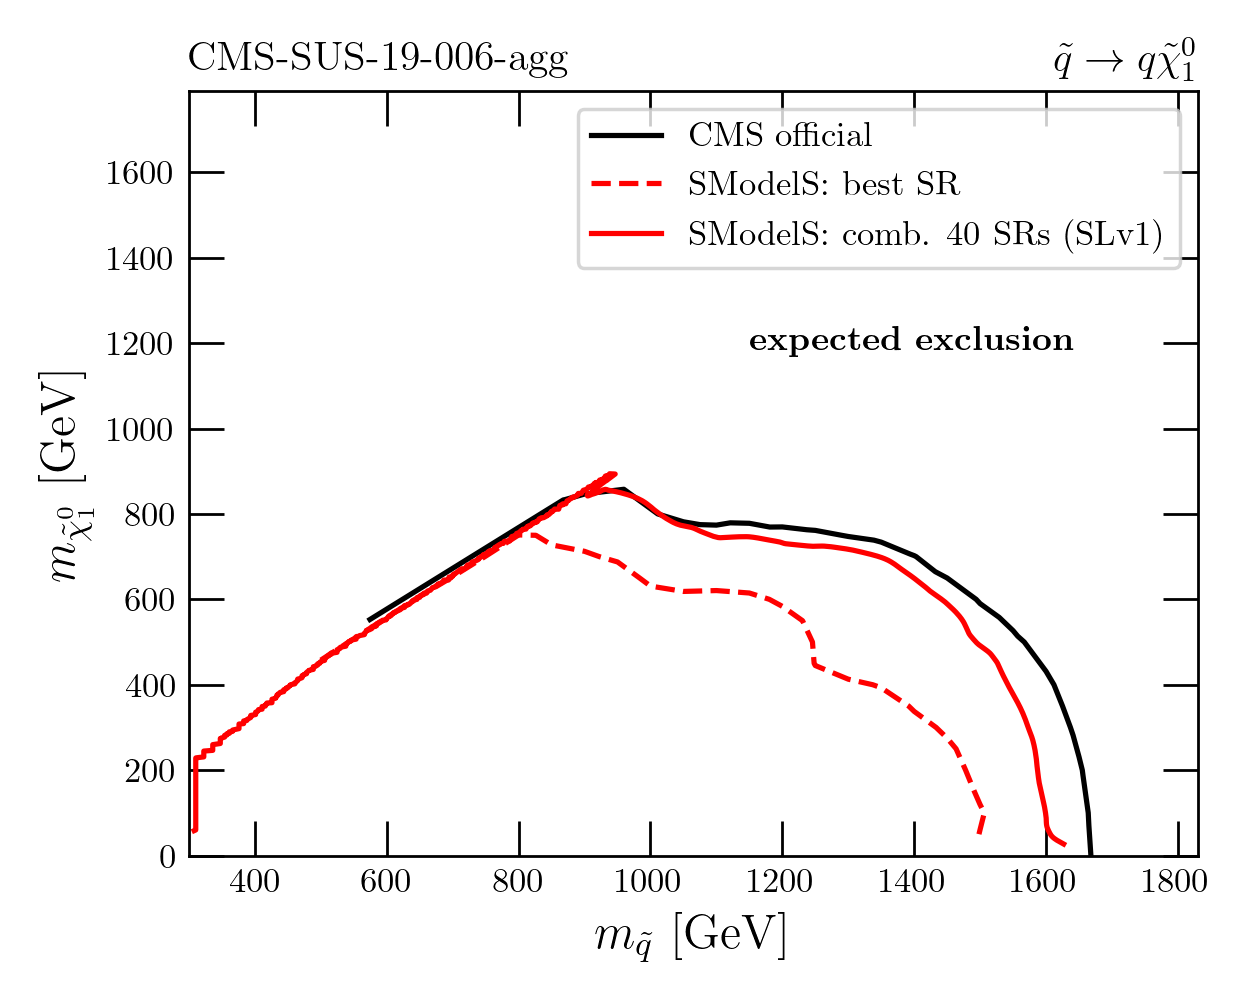 CMS-SUS-19-006-agg
q̃ → qχ̃₁⁰
CMS official
SModelS: best SR
SModelS: comb. 40 SRs (SLv1)
expected exclusion
1600
1400
1200
1000
800
600
400
200
0
m_χ̃₁⁰ [GeV]
400 600 800 1000 1200 1400 1600 1800
m_q̃ [GeV]